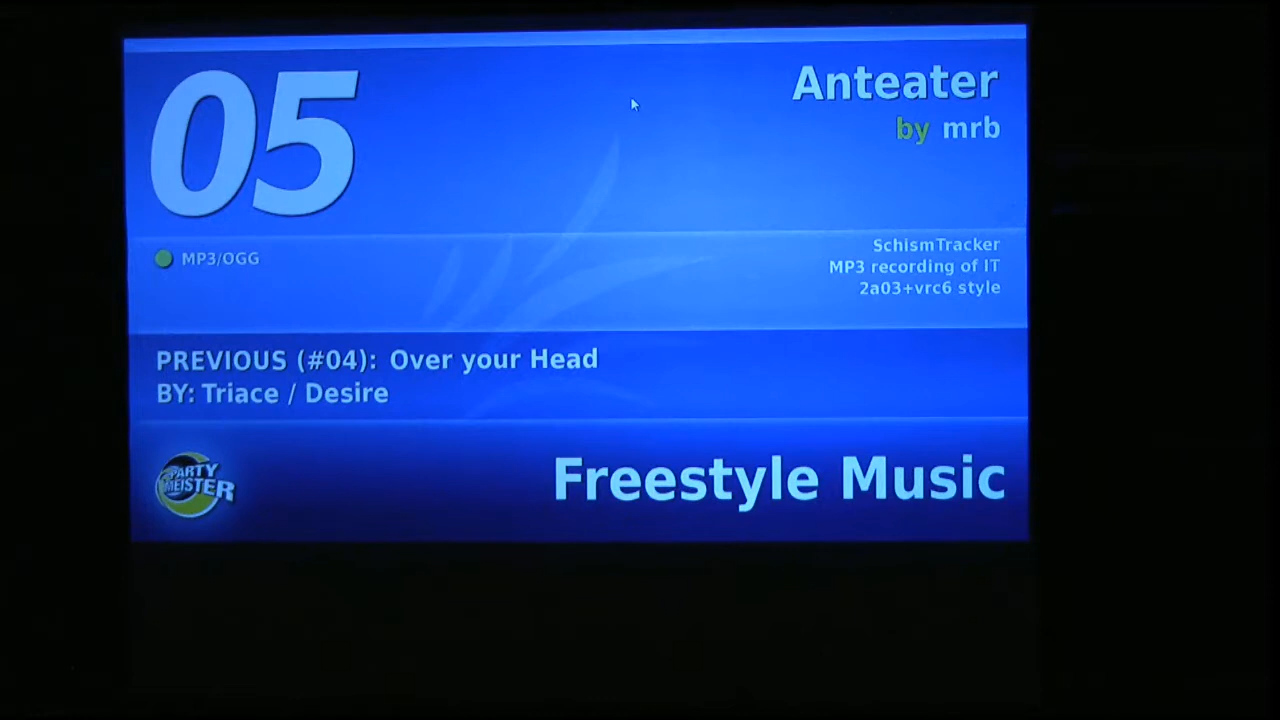 05
Anteater
by mrb
MP3/OGG
SchismTracker
MP3 recording of IT
2a03+vrc6 style
PREVIOUS (#04): Over your Head
BY: Triace / Desire
PARTY
MEISTER
Freestyle Music